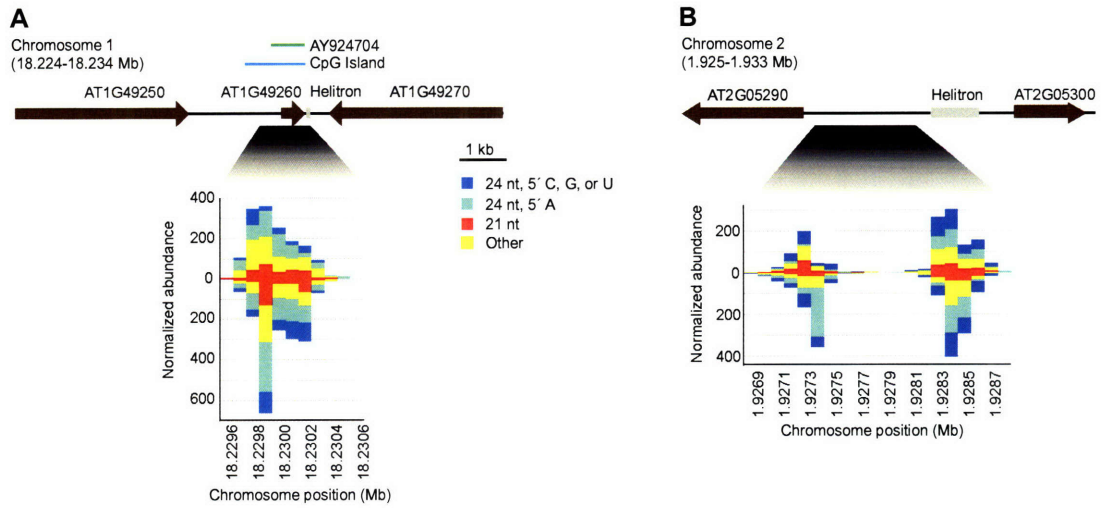 A
Chromosome 1
(18.224-18.234 Mb)
AY924704
CpG Island
AT1G49250 AT1G49260 Helitron AT1G49270
1 kb
24 nt, 5´ C, G, or U
24 nt, 5´ A
21 nt
Other
Normalized abundance
400
200
0
200
400
600
18.2296
18.2298
18.2300
18.2302
18.2304
18.2306
Chromosome position (Mb)
B
Chromosome 2
(1.925-1.933 Mb)
AT2G05290 Helitron AT2G05300
Normalized abundance
200
0
200
400
1.9269
1.9271
1.9273
1.9275
1.9277
1.9279
1.9281
1.9283
1.9285
1.9287
Chromosome position (Mb)